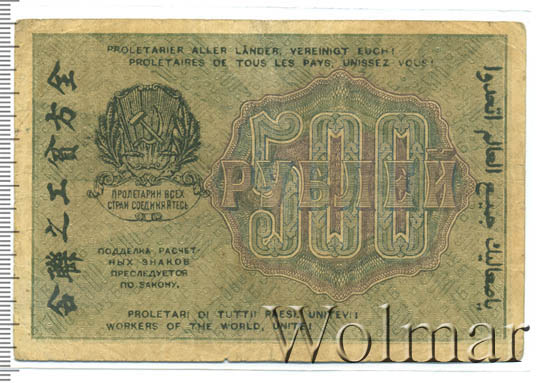 PROLETARIER ALLER LÄNDER, VEREINIGT EUCH!
PROLETAIRES DE TOUS LES PAYS, UNISSEZ-VOUS!
500
РУБЛЕЙ
ПРОЛЕТАРИИ ВСЕХ
СТРАН СОЕДИНЯЙТЕСЬ
ПОДДЕЛКА РАСЧЕТ-
НЫХ ЗНАКОВ
ПРЕСЛЕДУЕТСЯ
ПО ЗАКОНУ.
PROLETARI DI TUTTI I PAESI, UNITEVI!
WORKERS OF THE WORLD, UNITE!
Wolmar